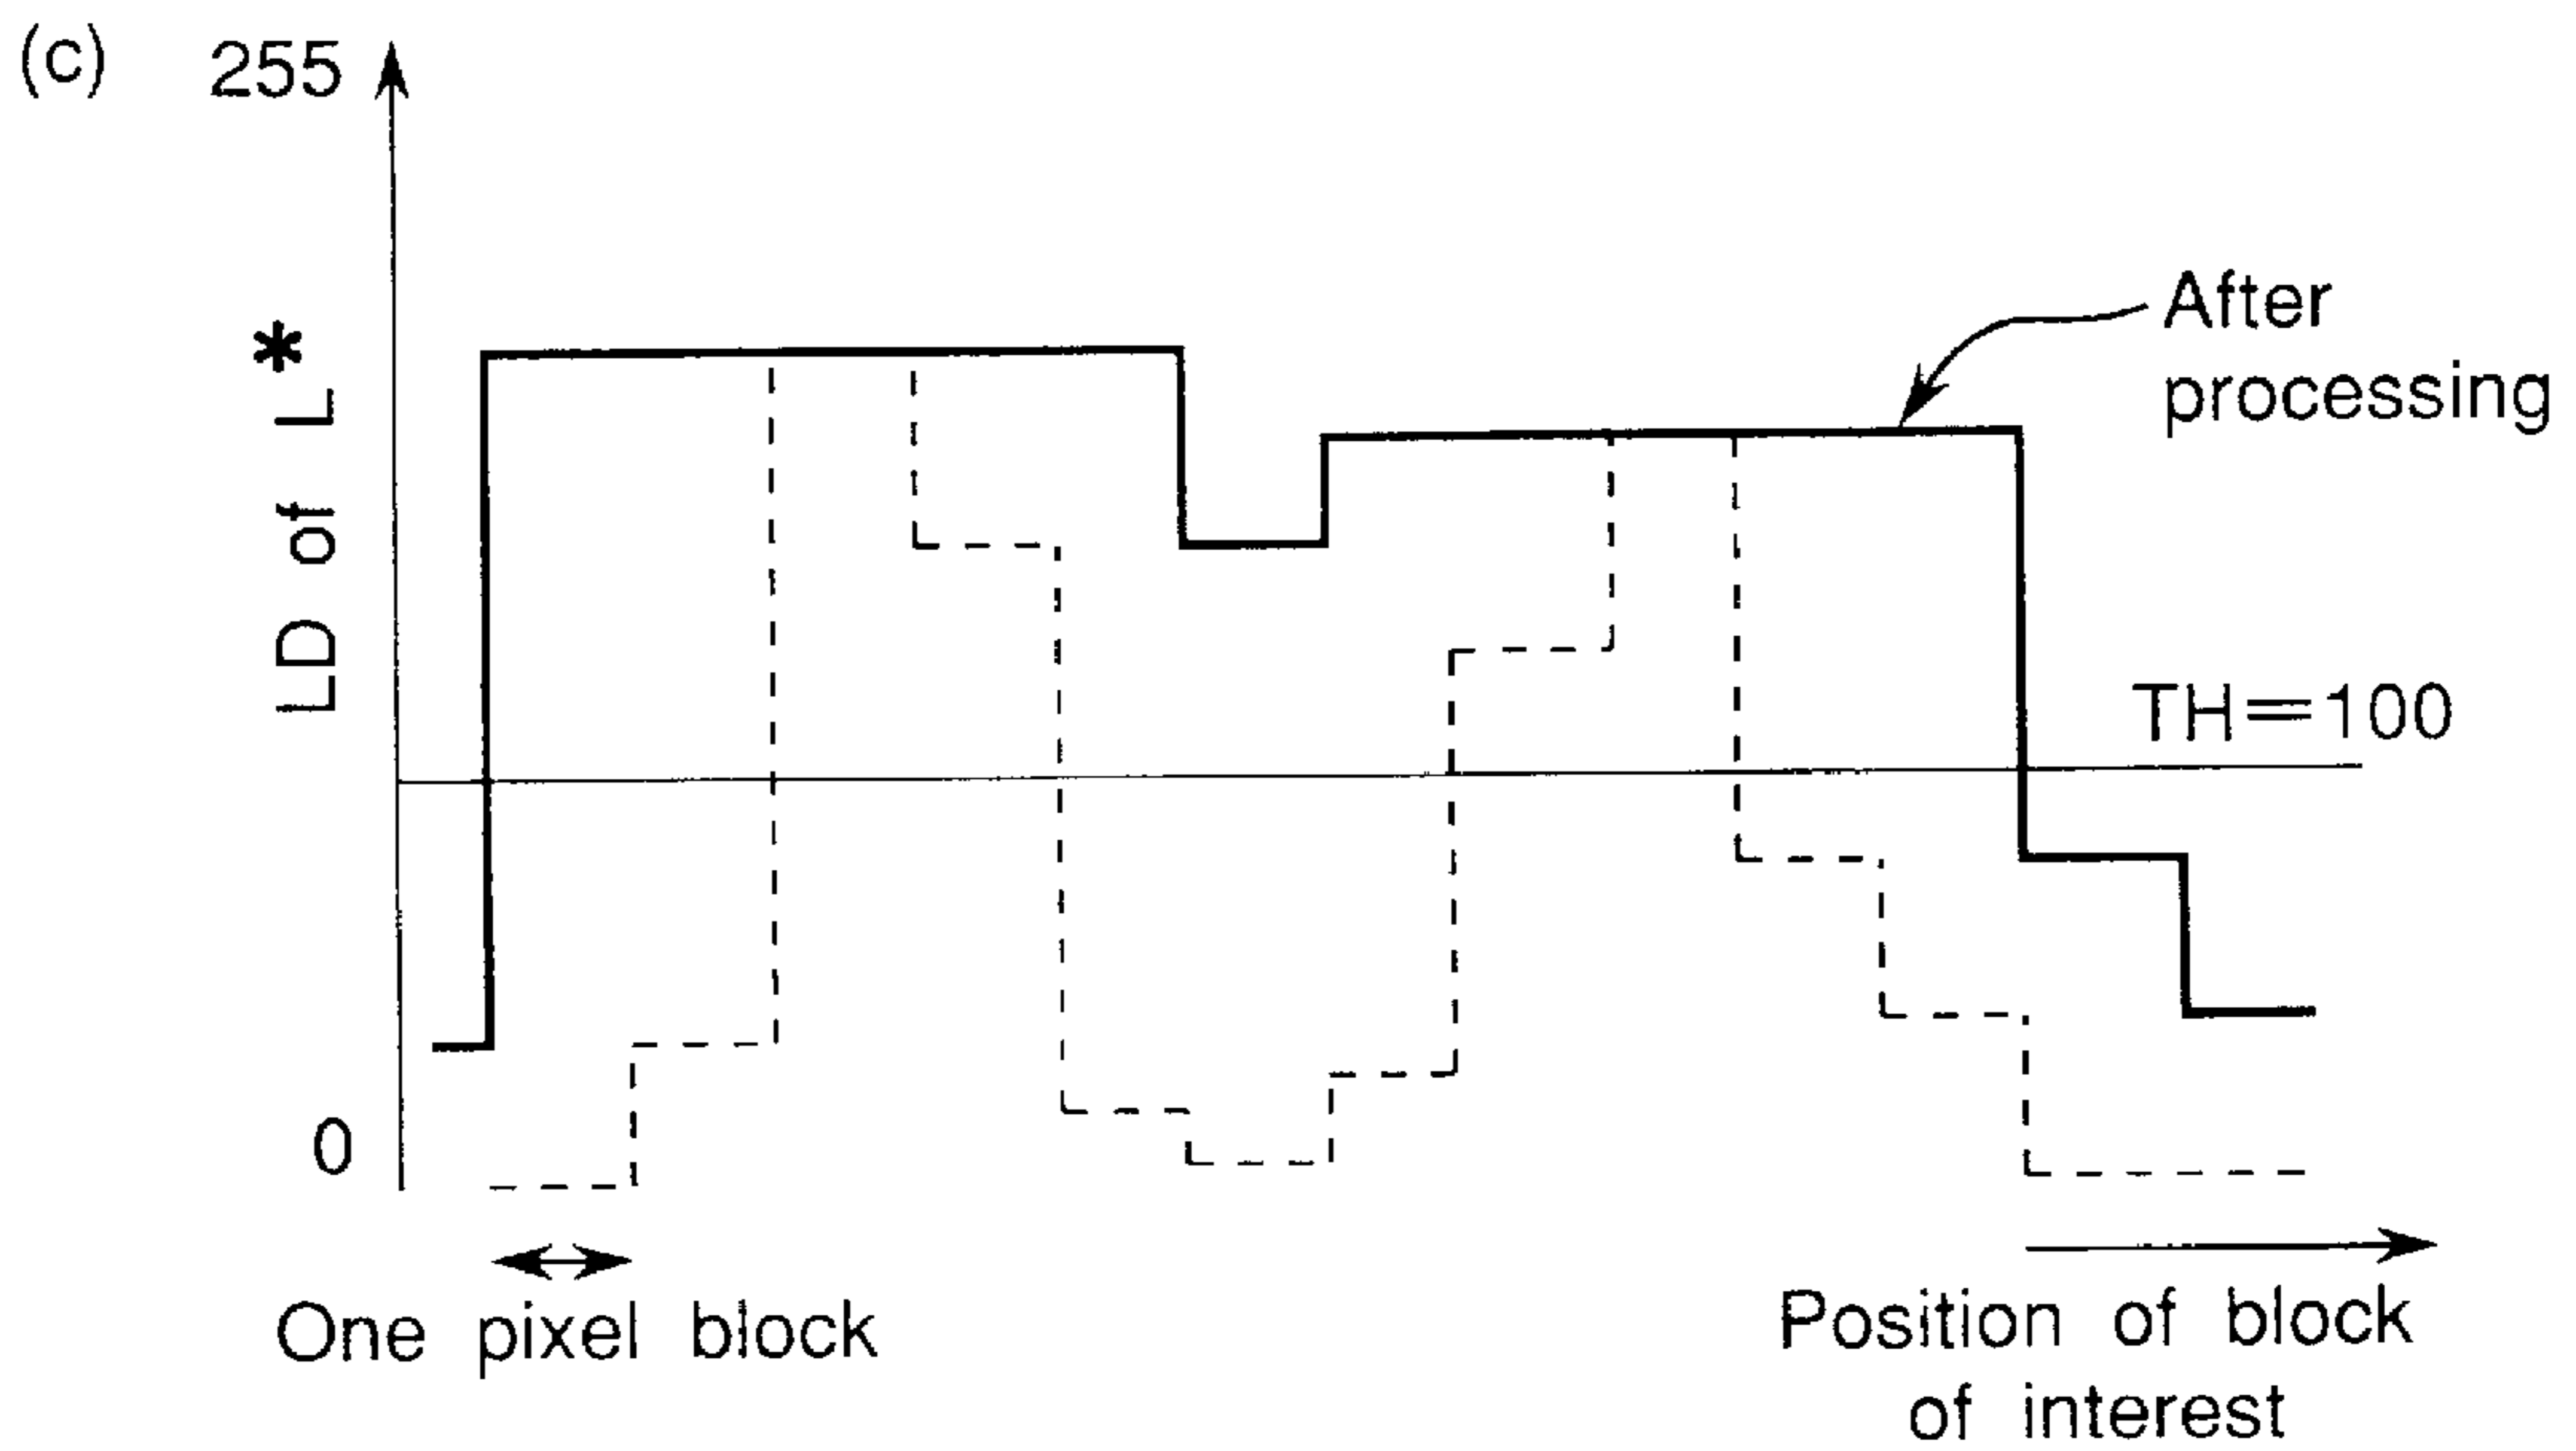 (c)
255
LD of L*
After
processing
TH=100
0
One pixel block
Position of block
of interest